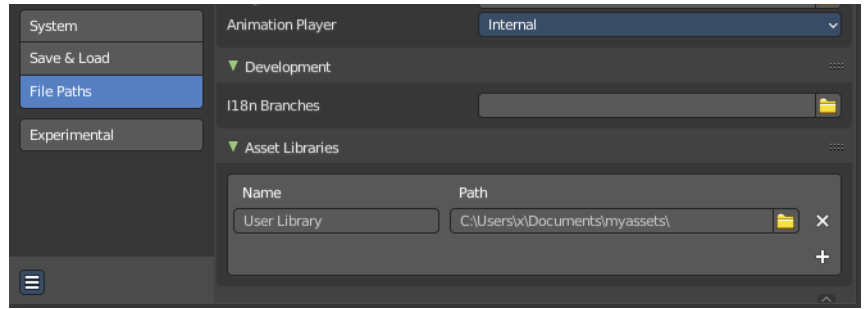 System
Save & Load
File Paths
Experimental
Animation Player
Internal
Development
I18n Branches
Asset Libraries
Name Path
User Library C:\Users\x\Documents\myassets\